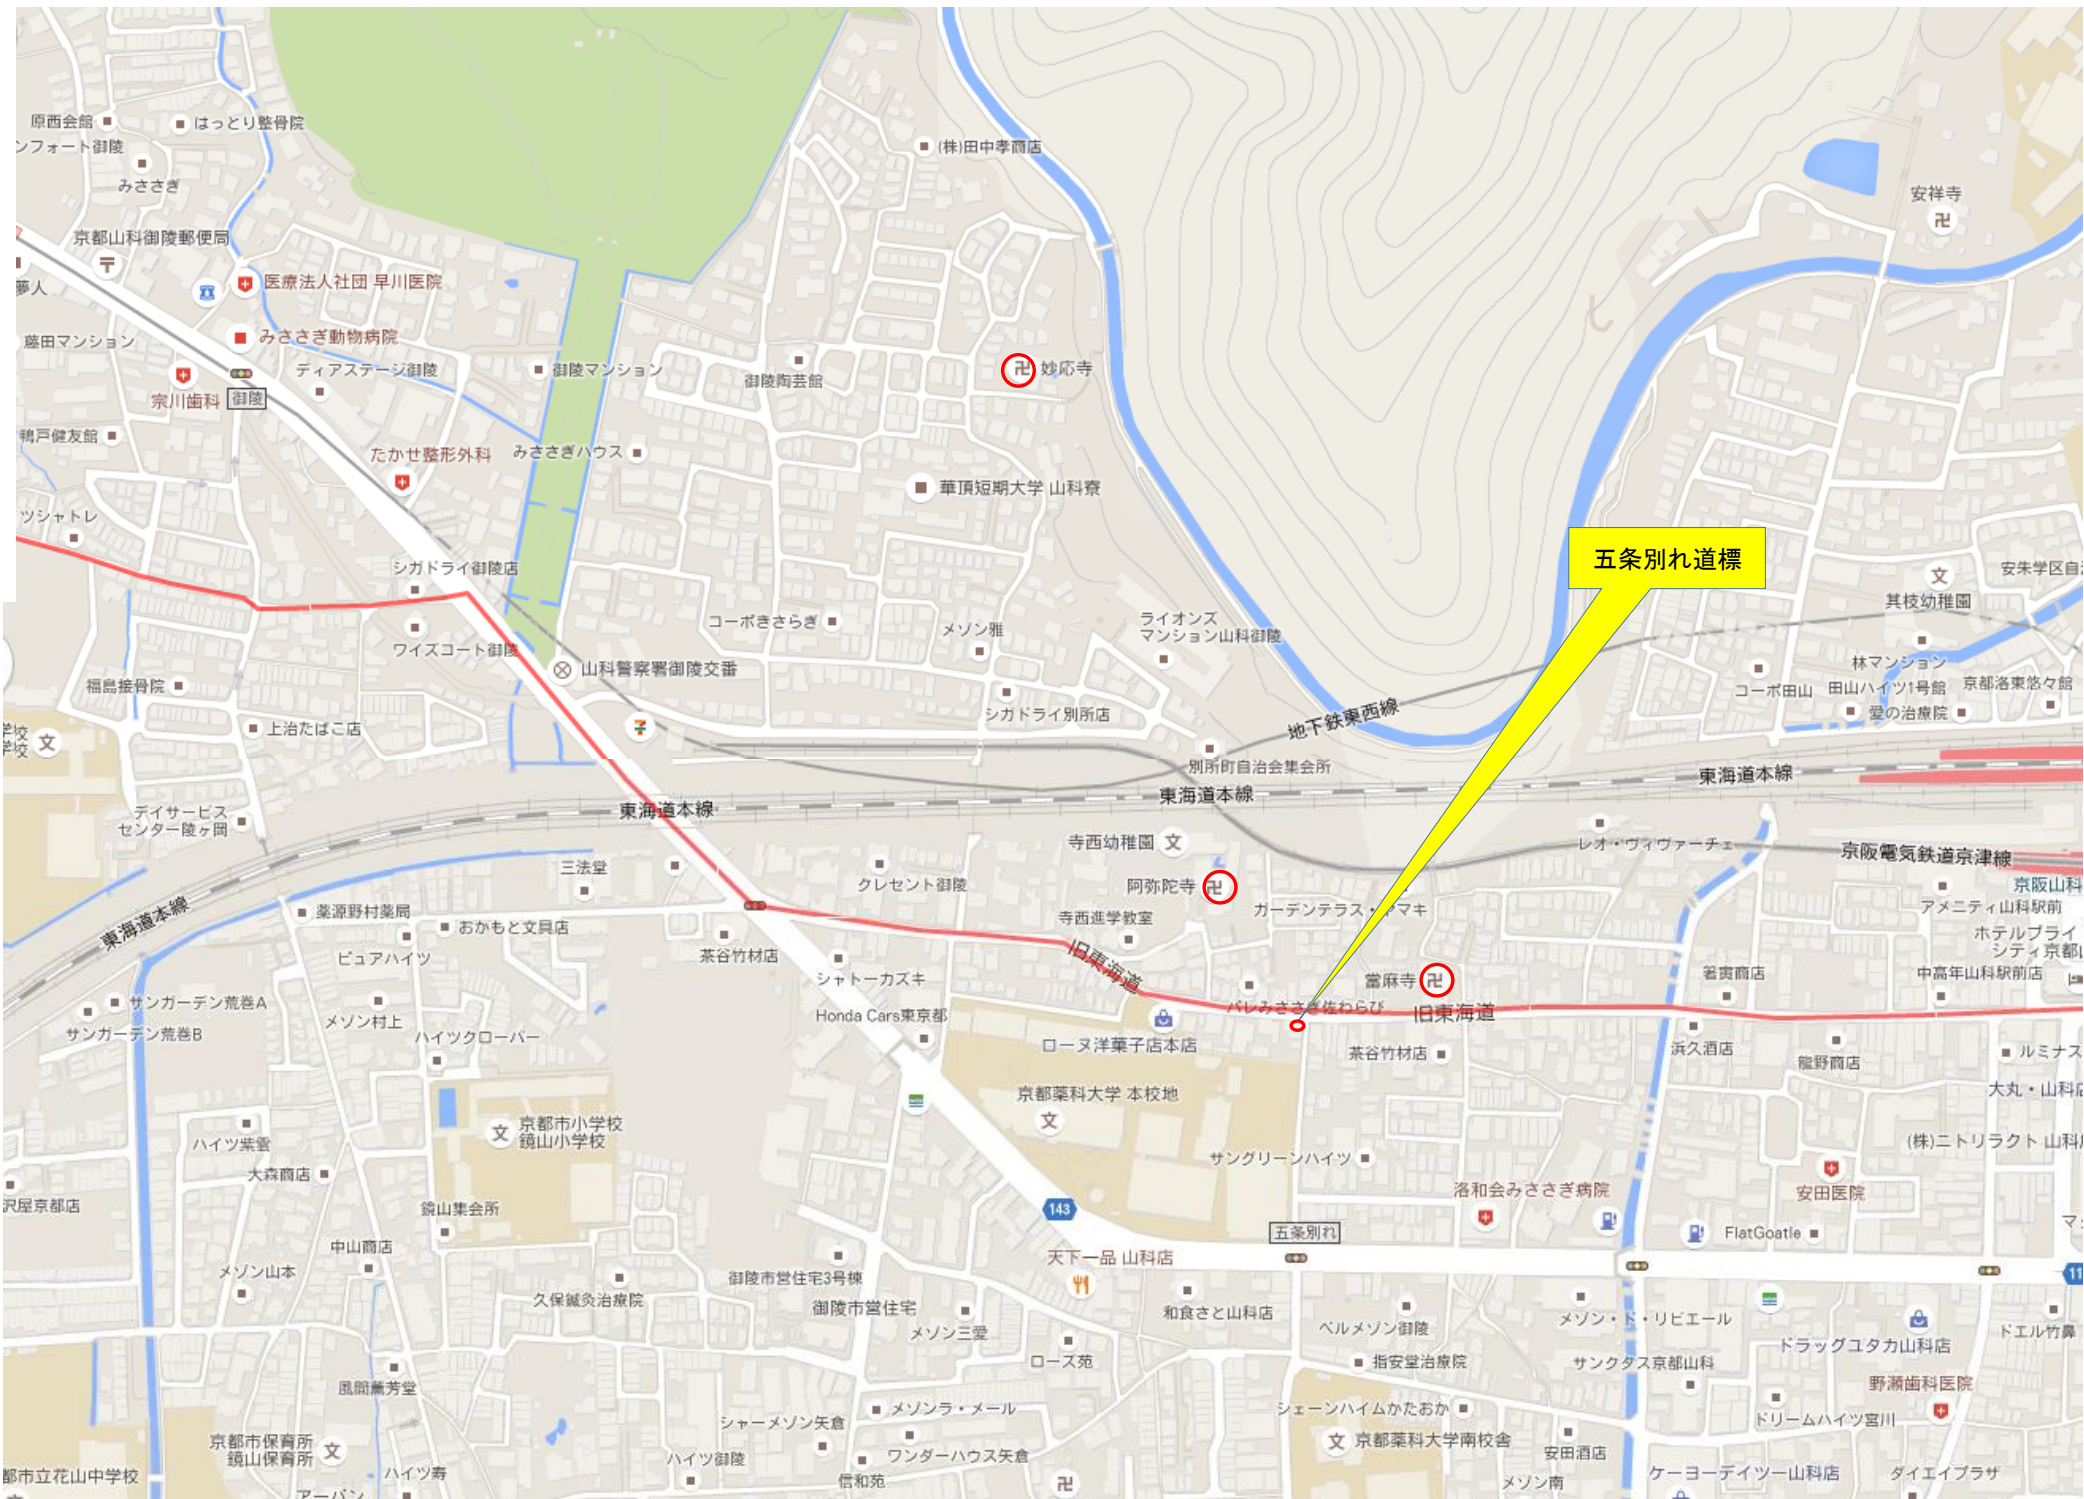 原西会館
はっとり整骨院
ンフォート御陵
みささぎ
(株)田中孝商店
安祥寺
京都山科御陵郵便局
医療法人社団 早川医院
夢人
みささぎ動物病院
藤田マンション
ディアステージ御陵
御陵マンション
御陵陶芸館
妙応寺
宗川歯科
御陵
鴨戸健友館
たかせ整形外科
みささぎハウス
華頂短期大学 山科寮
ツシャトレ
五条別れ道標
シガドライ御陵店
安朱学区自
其枝幼稚園
コーポきさらぎ
メゾン雅
ライオンズ
マンション山科御陵
ワイズコート御陵
山科警察署御陵交番
林マンション
福島接骨院
コーポ田山
田山ハイツ1号館
京都洛東悠々館
シガドライ別所店
愛の治療院
地下鉄東西線
上治たばこ店
学校
学校
別所町自治会集会所
東海道本線
東海道本線
東海道本線
デイサービス
センター陵ヶ岡
寺西幼稚園
レオ・ヴィヴァーチェ
京阪電気鉄道京津線
三法堂
クレセント御陵
阿弥陀寺
京阪山科
薬源野村薬局
おかもと文具店
寺西進学教室
ガーデンテラス・ヤマキ
アメニティ山科駅前
東海道本線
ピュアハイツ
茶谷竹材店
旧東海道
ホテルブライ
シティ京都山
シャトーカズキ
當麻寺
箸寅商店
中高年山科駅前店
サンガーデン荒巻A
メゾン村上
Honda Cars東京都
パレみささぎ佐わらび
旧東海道
サンガーデン荒巻B
ハイツクローバー
ローヌ洋菓子店本店
茶谷竹材店
浜久酒店
龍野商店
ルミナス
京都薬科大学 本校地
大丸・山科店
京都市小学校
鏡山小学校
ハイツ紫雲
サングリーンハイツ
(株)ニトリラクト 山科
大森商店
洛和会みささぎ病院
安田医院
沢屋京都店
鏡山集会所
143
五条別れ
FlatGoatle
マ
中山商店
天下一品 山科店
メゾン山本
御陵市営住宅3号棟
11
久保鍼灸治療院
御陵市営住宅
和食さと山科店
ベルメゾン御陵
メゾン・ド・リビエール
メゾン三愛
ドエル竹鼻
ローズ苑
指安堂治療院
サンクタス京都山科
ドラッグユタカ山科店
風間薫芳堂
野瀬歯科医院
シャーメゾン矢倉
メゾンラ・メール
シェーンハイムかたおか
ドリームハイツ宮川
京都市保育所
鏡山保育所
ワンダーハウス矢倉
京都薬科大学南校舎
安田酒店
都市立花山中学校
ハイツ寿
ハイツ御陵
信和苑
メゾン南
ケーヨーデイツー山科店
ダイエイプラザ
アーバン